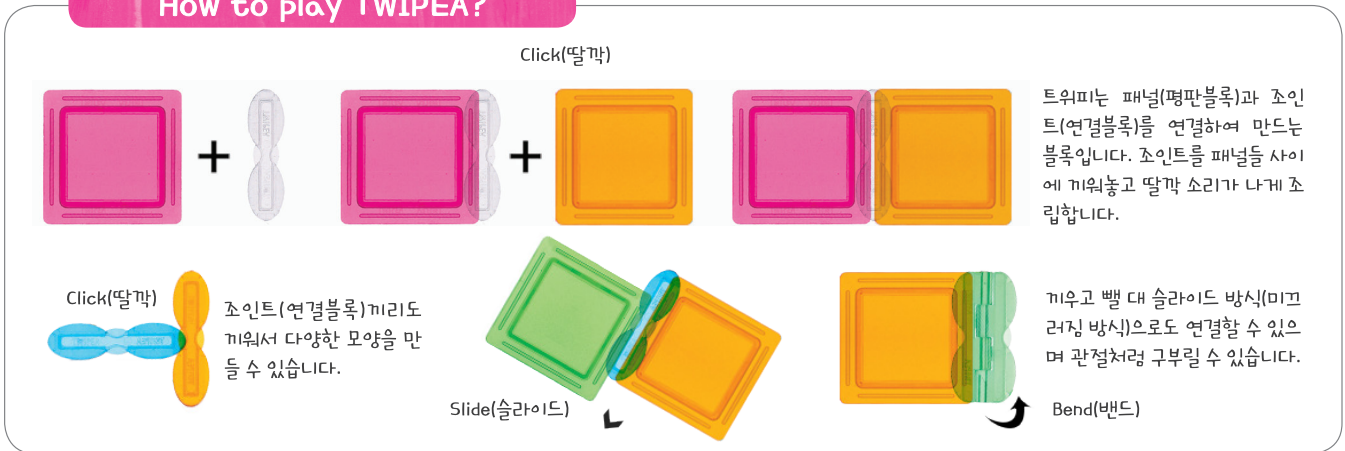 How to play TWIPEA?
Click(딸깍)
트위피는 패널(평판블록)과 조인
트(연결블록)를 연결하여 만드는
블록입니다. 조인트를 패널들 사이
에 끼워놓고 딸깍 소리가 나게 조
립합니다.
Click(딸깍)
조인트(연결블록)끼리도
끼워서 다양한 모양을 만
들 수 있습니다.
Slide(슬라이드)
끼우고 뺄 대 슬라이드 방식(미끄
러짐 방식)으로도 연결할 수 있으
며 관절처럼 구부릴 수 있습니다.
Bend(밴드)